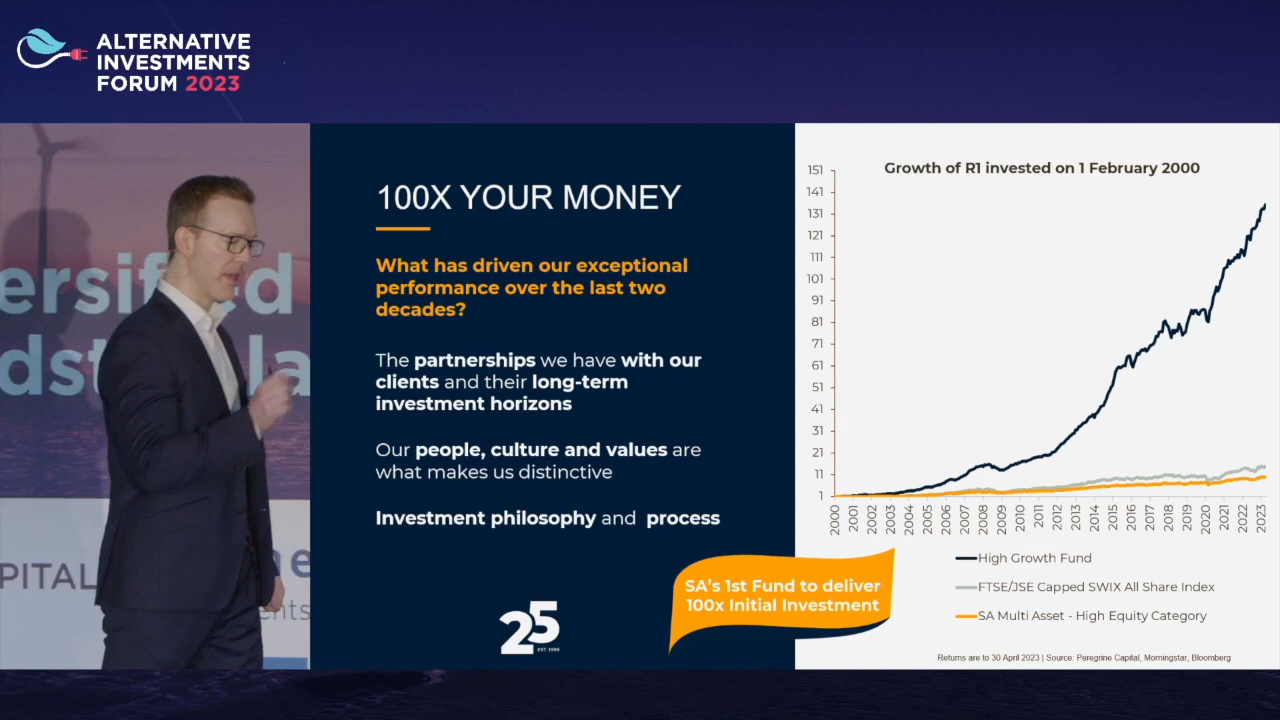 ALTERNATIVE
INVESTMENTS
FORUM 2023
PITAL
100X YOUR MONEY
What has driven our exceptional
performance over the last two
decades?
The partnerships we have with our
clients and their long-term
investment horizons
Our people, culture and values are
what makes us distinctive
Investment philosophy and process
25
EST. 1998
SA's 1st Fund to deliver
100x Initial Investment
Growth of R1 invested on 1 February 2000
151
141
131
121
111
101
91
81
71
61
51
41
31
21
11
1
2000
2001
2002
2003
2004
2005
2006
2007
2008
2009
2010
2011
2012
2013
2014
2015
2016
2017
2018
2019
2020
2021
2022
2023
High Growth Fund
FTSE/JSE Capped SWIX All Share Index
SA Multi Asset - High Equity Category
Returns are to 30 April 2023 | Source: Peregrine Capital, Morningstar, Bloomberg